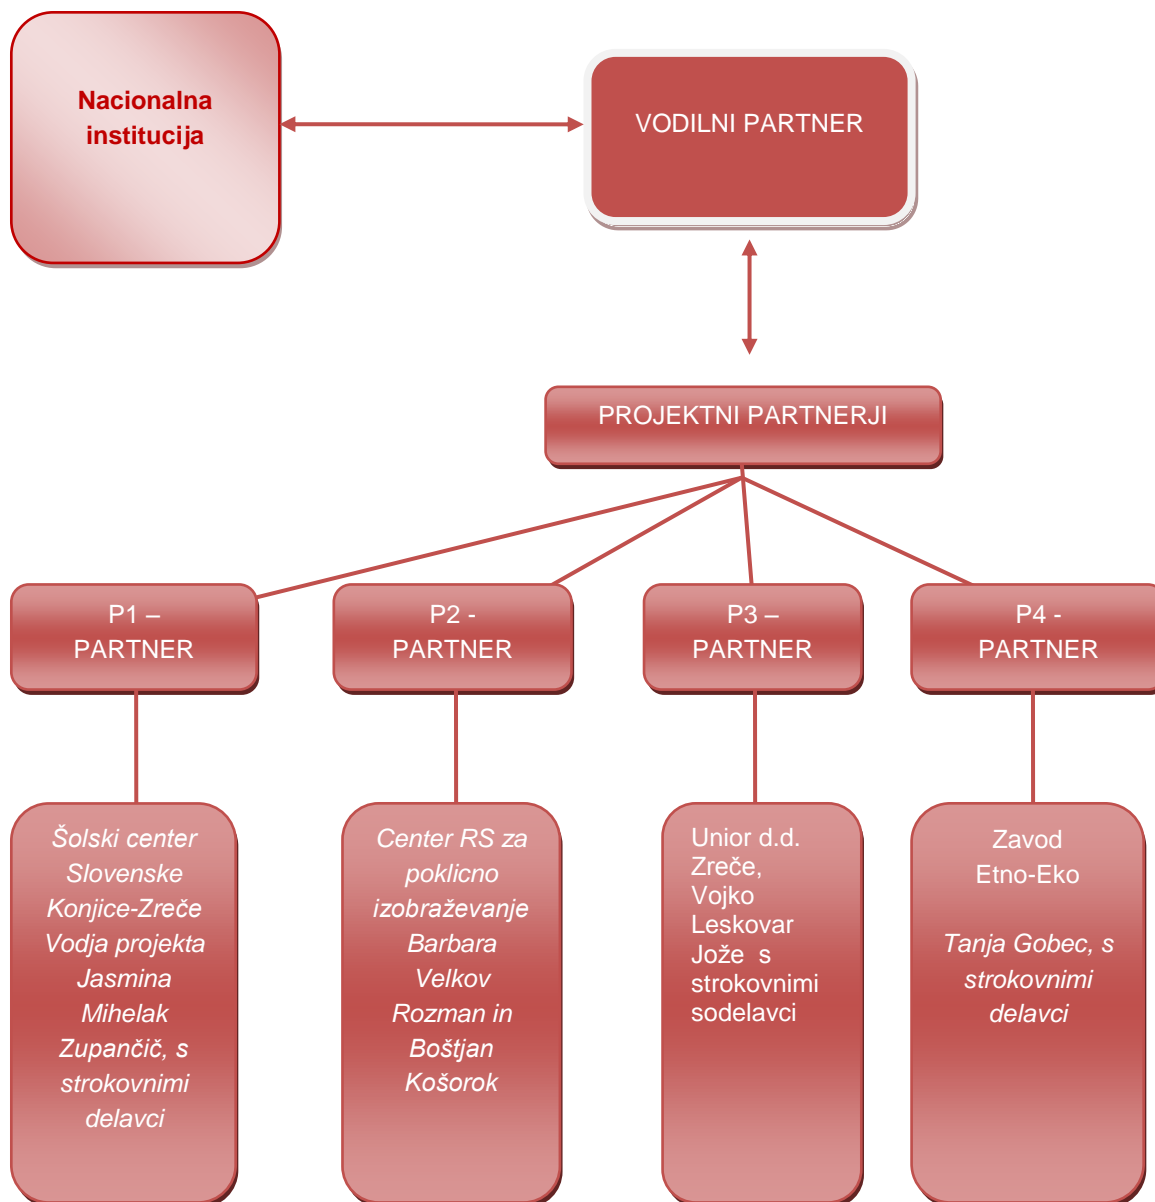 Nacionalna
institucija
VODILNI PARTNER
PROJEKTNI PARTNERJI
P1 –
PARTNER
P2 -
PARTNER
P3 –
PARTNER
P4 -
PARTNER
Šolski center
Slovenske
Konjice-Zreče
Vodja projekta
Jasmina
Mihelak
Zupančič, s
strokovnimi
delavci
Center RS za
poklicno
izobraževanje
Barbara
Velkov
Rozman in
Boštjan
Košorok
Unior d.d.
Zreče,
Vojko
Leskovar
Jože s
strokovnimi
sodelavci
Zavod
Etno-Eko
Tanja Gobec, s
strokovnimi
delavci